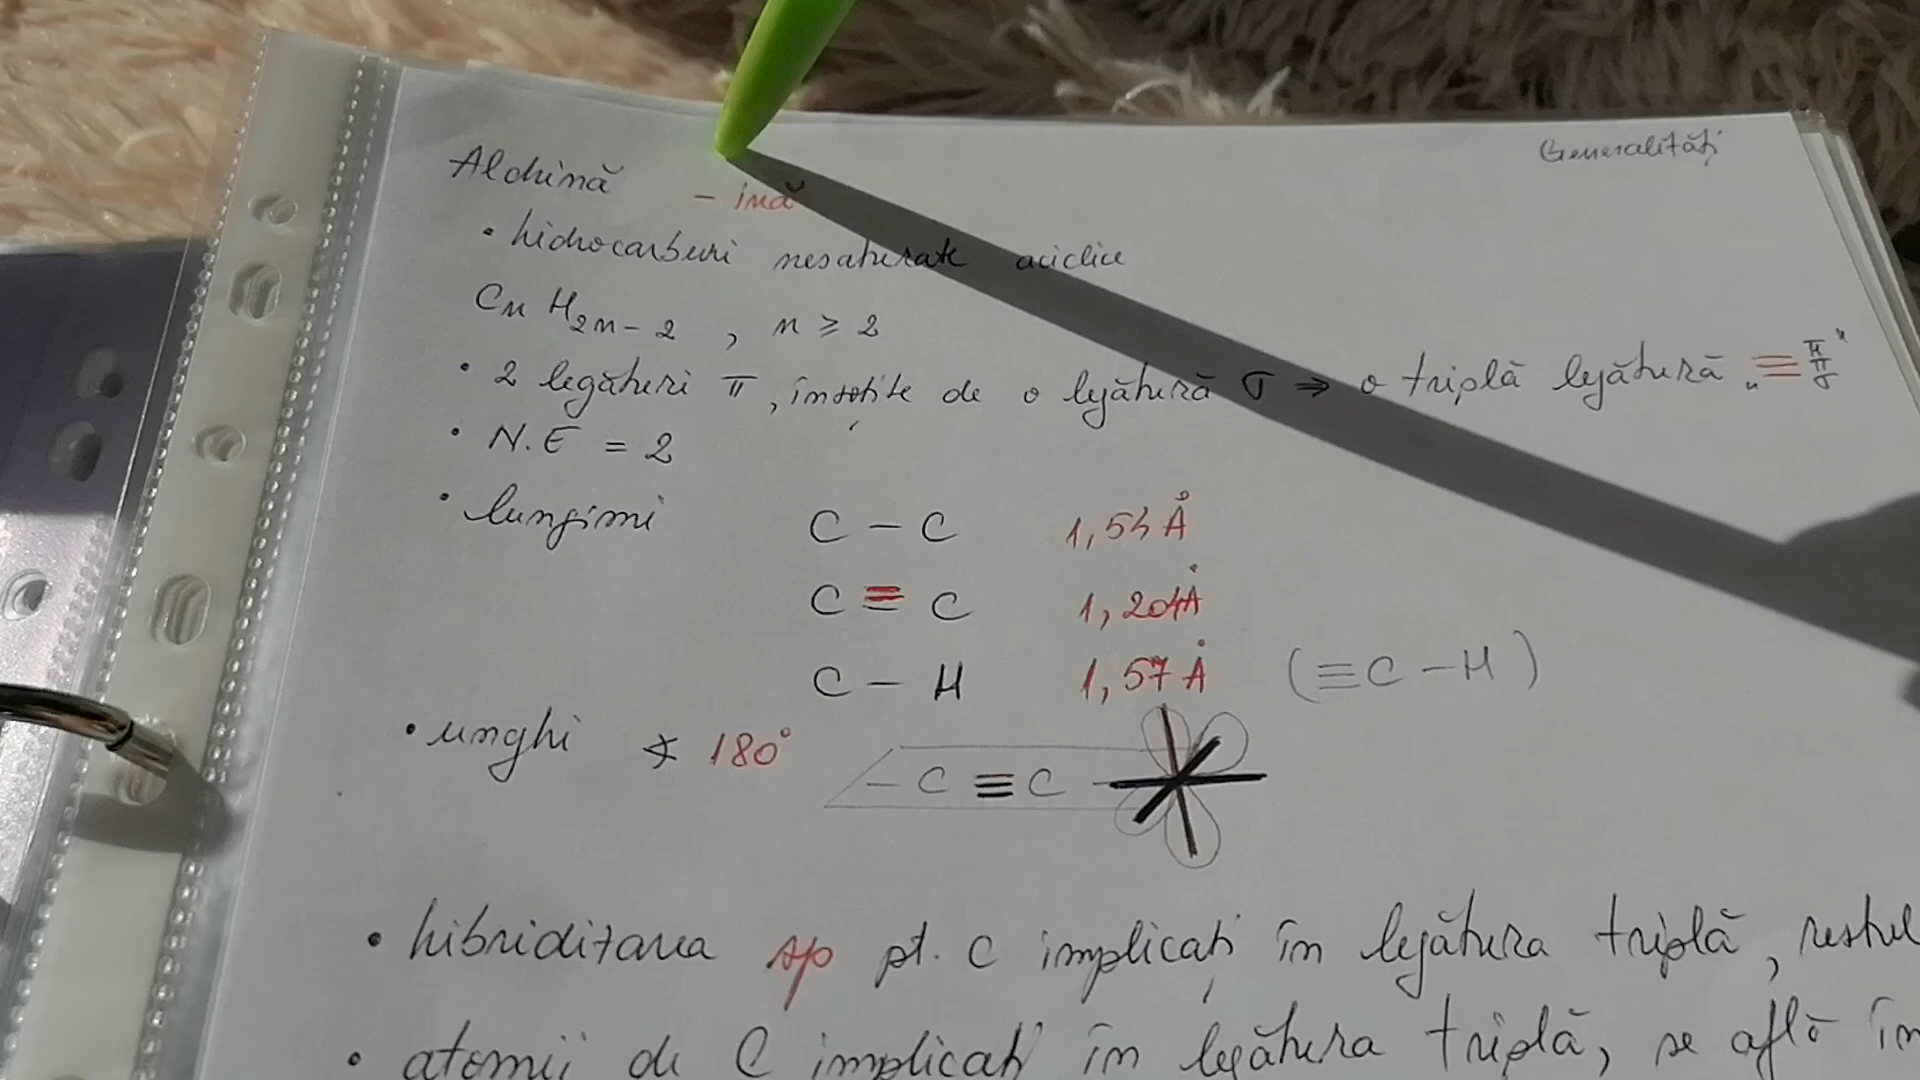 Generalități
Alchină - ină
• hidrocarburi nesaturate aciclice
CnH2n-2 , n ≥ 2
• 2 legături π, însoțite de o legătură σ ⇒ o triplă legătură „≡ π π σ"
• N.E = 2
• lungimi C - C 1,54 Å
C ≡ C 1,204 Å
C - H 1,57 Å (≡C-H)
• unghi ∢ 180°
- C ≡ C -
• hibriditarea sp pt. C implicați în legătura triplă, restul
• atomii de C implicați în legătura triplă, se află în